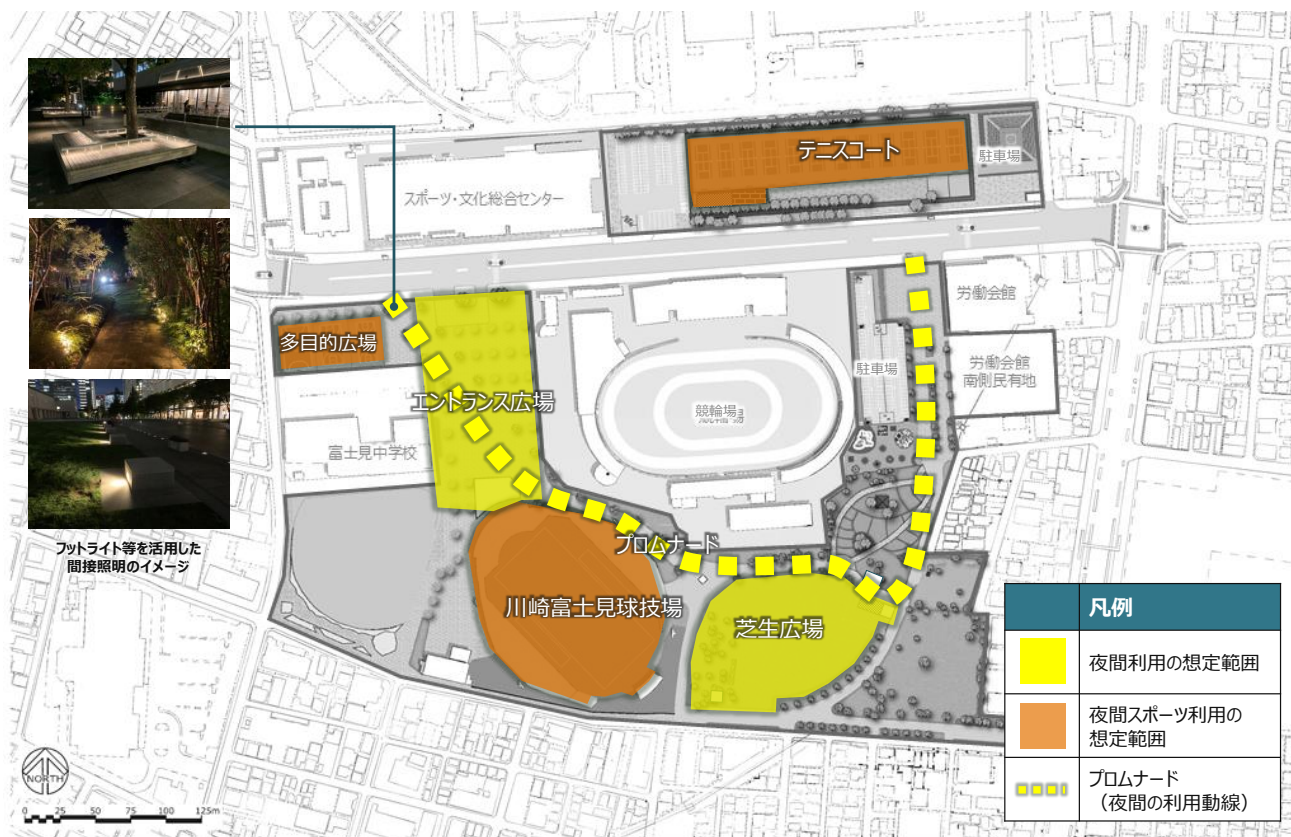 テニスコート
駐車場
スポーツ・文化総合センター
労働会館
多目的広場
労働会館
南側民有地
駐車場
エントランス広場
競輪場
富士見中学校
プロムナード
フットライト等を活用した
間接照明のイメージ
川崎富士見球技場
芝生広場
凡例
夜間利用の想定範囲
夜間スポーツ利用の
想定範囲
プロムナード
（夜間の利用動線）
NORTH
0 25 50 75 100 125m